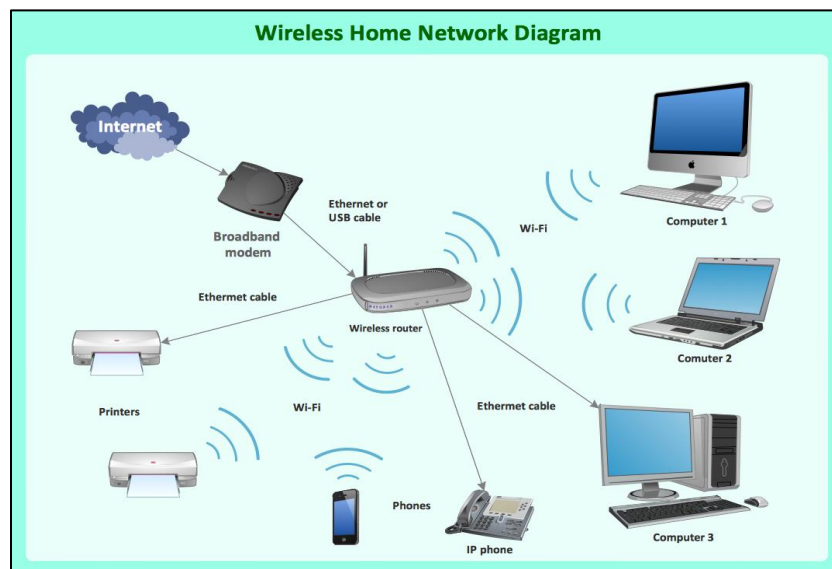 Wireless Home Network Diagram
Internet
Broadband
modem
Ethernet or
USB cable
Wi-Fi
Computer 1
Ethermet cable
Wireless router
Comuter 2
Printers
Wi-Fi
Ethermet cable
Phones
IP phone
Computer 3